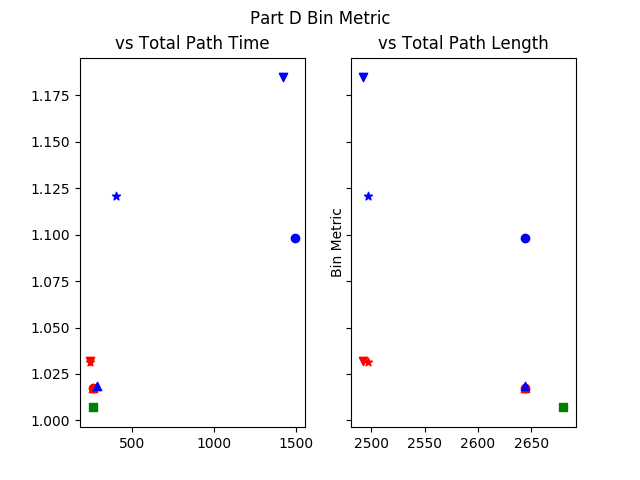 Part D Bin Metric
vs Total Path Time
vs Total Path Length
1.175
1.150
1.125
1.100
1.075
1.050
1.025
1.000
Bin Metric
500 1000 1500
2500 2550 2600 2650